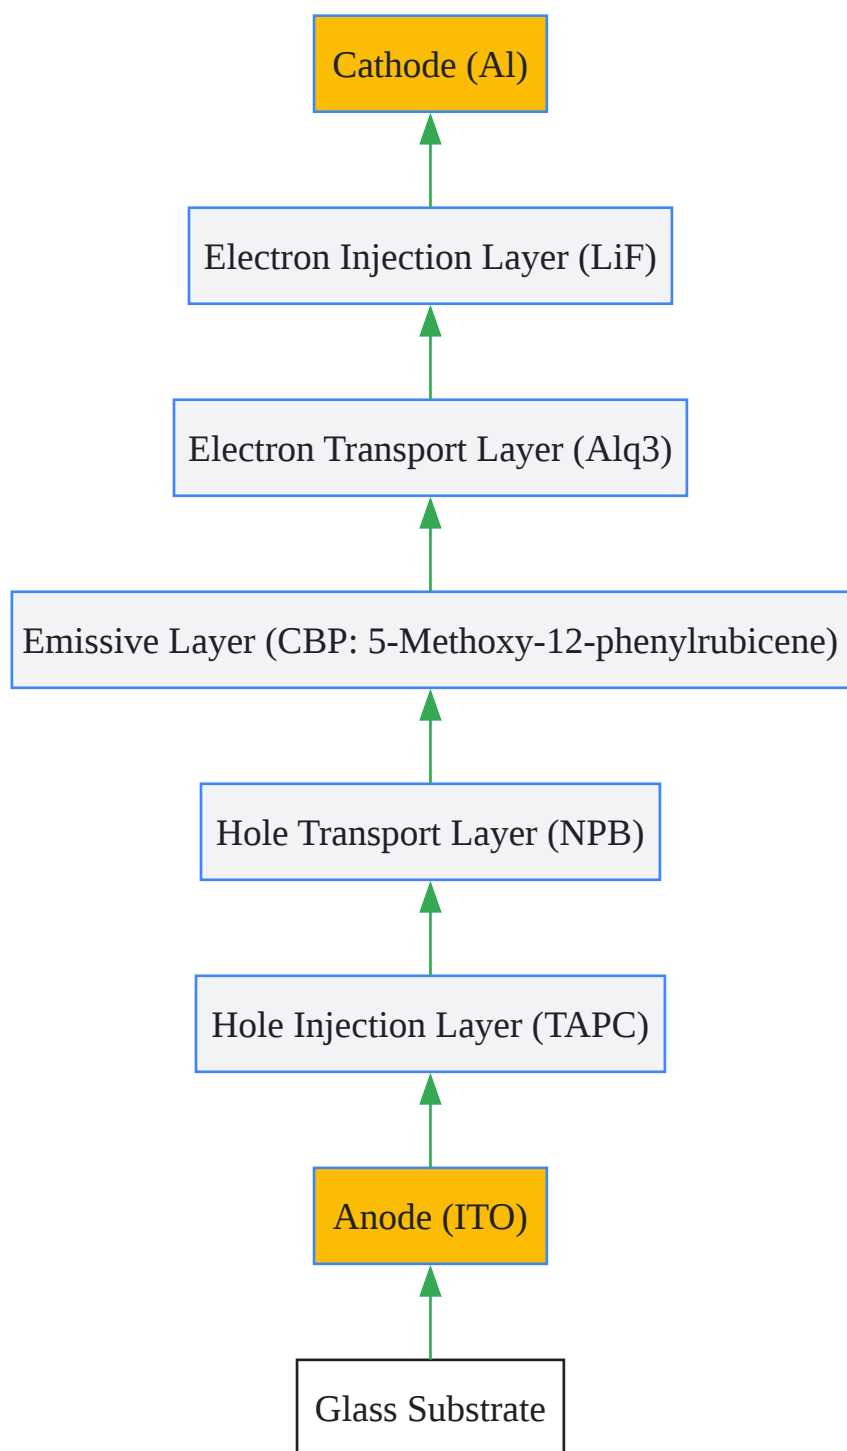 Cathode (Al)
Electron Injection Layer (LiF)
Electron Transport Layer (Alq3)
Emissive Layer (CBP: 5-Methoxy-12-phenylrubicene)
Hole Transport Layer (NPB)
Hole Injection Layer (TAPC)
Anode (ITO)
Glass Substrate